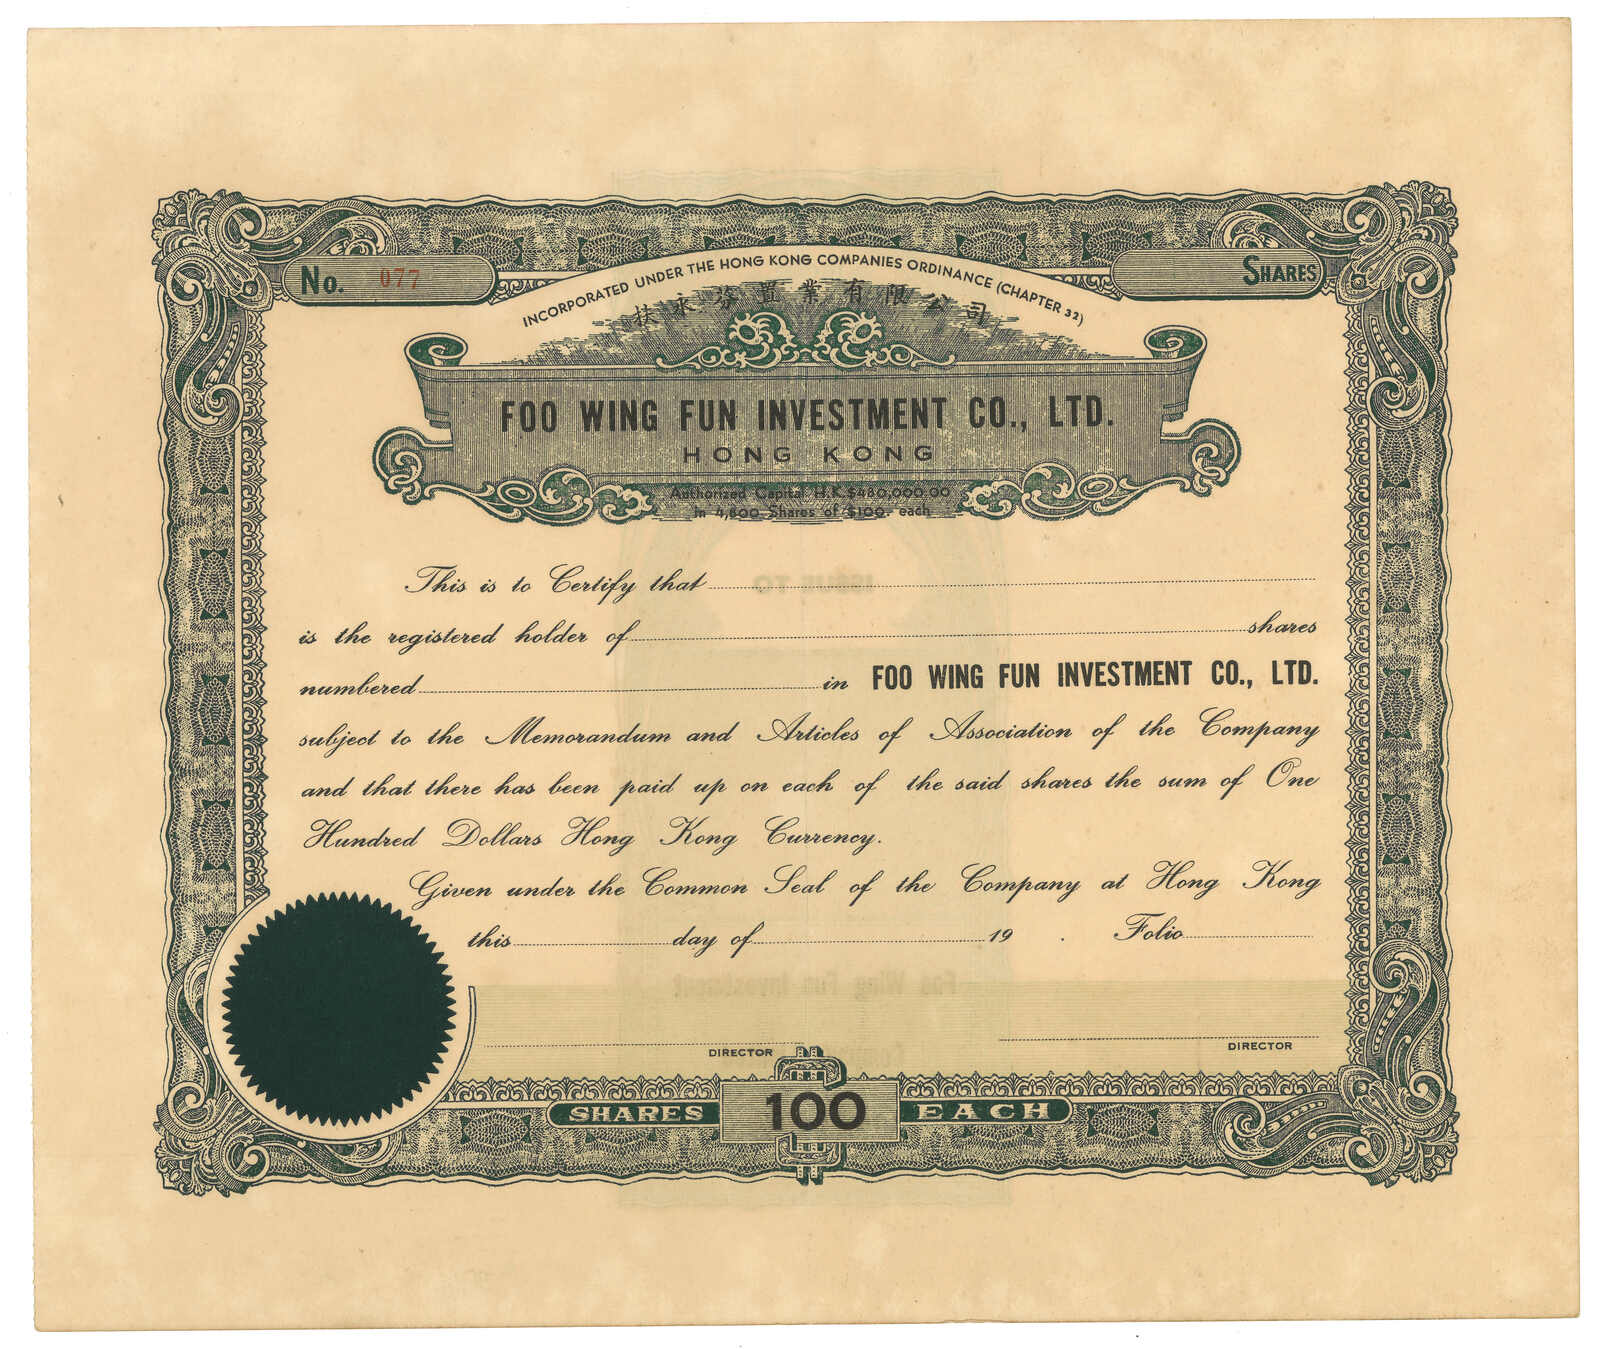 No. 077
SHARES
INCORPORATED UNDER THE HONG KONG COMPANIES ORDINANCE (CHAPTER 32)
扶永芬置業有限公司
FOO WING FUN INVESTMENT CO., LTD.
HONG KONG
Authorized Capital H.K.$480,000.00
in 4,800 Shares of $100. each
This is to Certify that
is the registered holder of shares
numbered in FOO WING FUN INVESTMENT CO., LTD.
subject to the Memorandum and Articles of Association of the Company
and that there has been paid up on each of the said shares the sum of One
Hundred Dollars Hong Kong Currency.
Given under the Common Seal of the Company at Hong Kong
this day of 19 . Folio
DIRECTOR DIRECTOR
SHARES 100 EACH